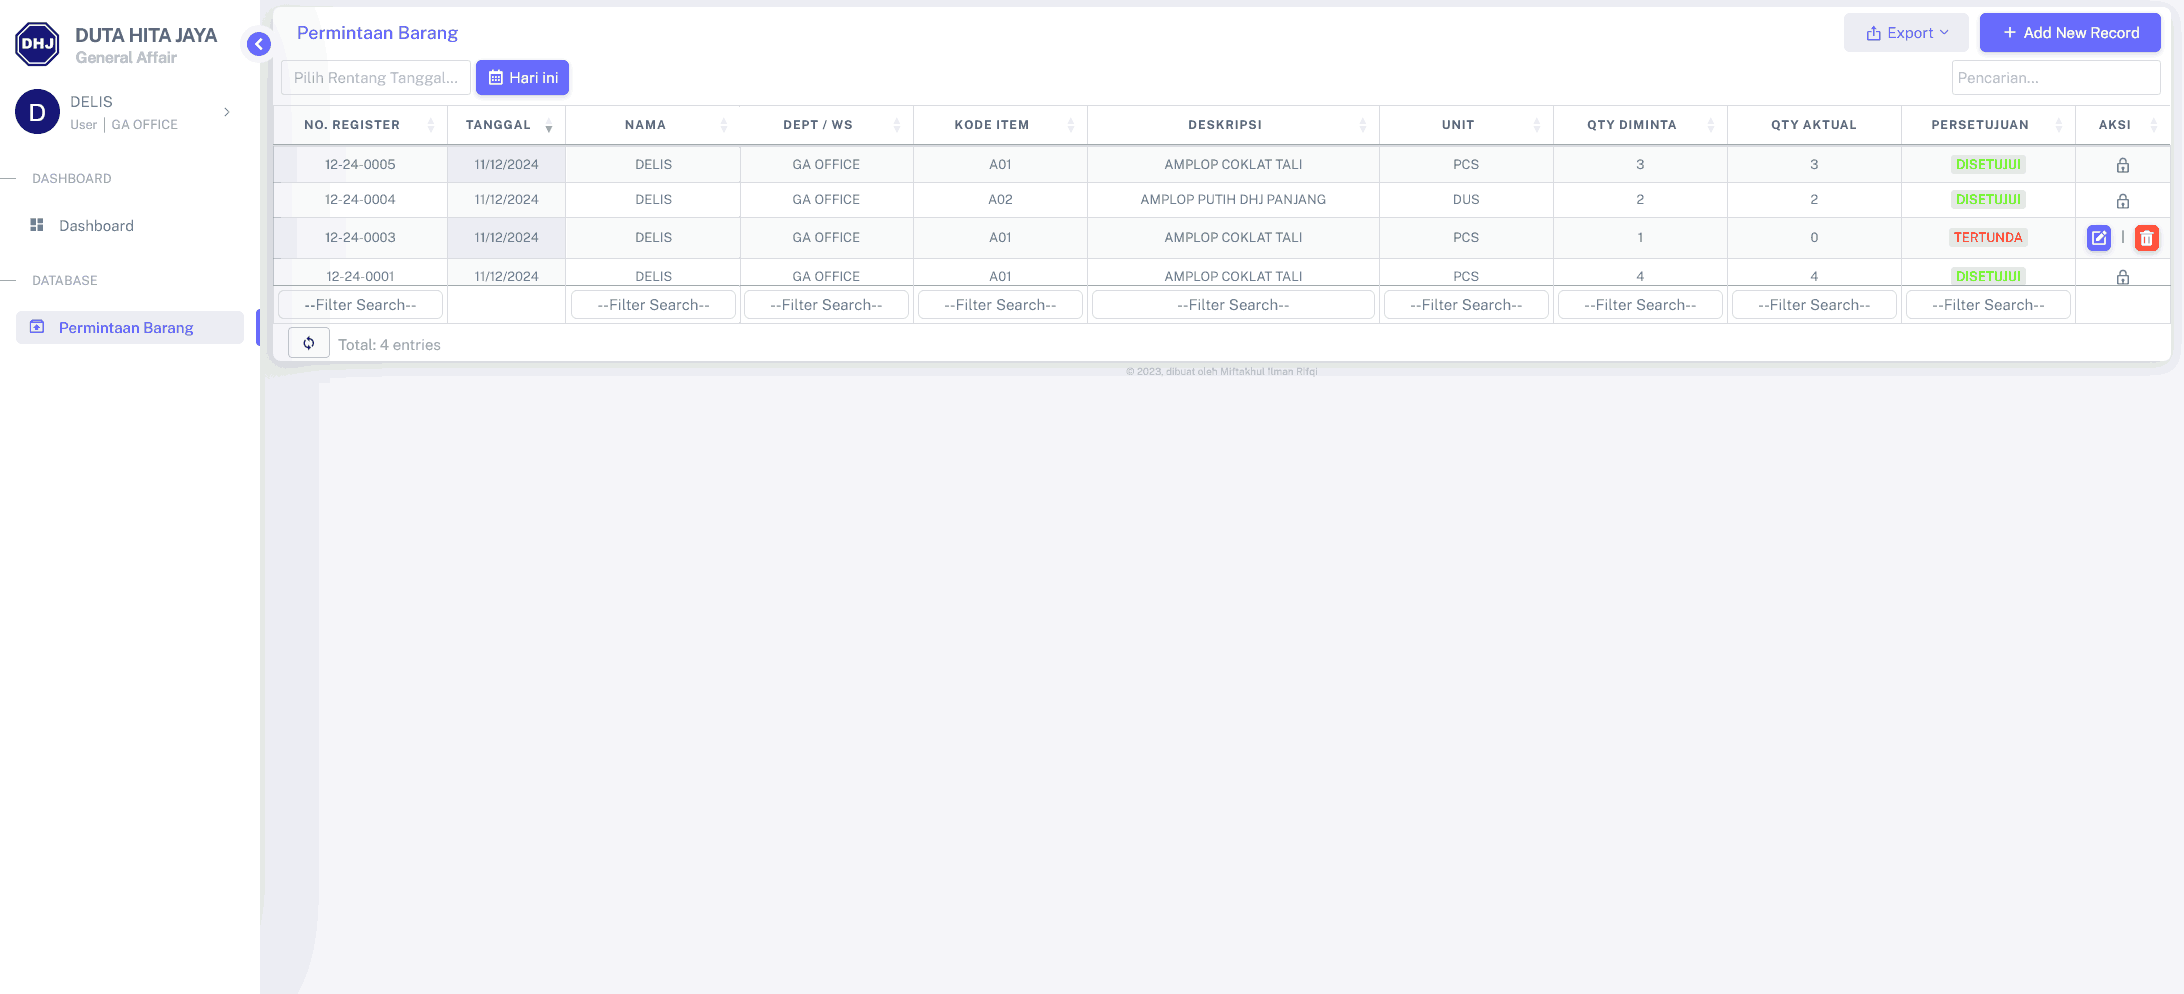 DHJ
DUTA HITA JAYA
General Affair
D
DELIS
User | GA OFFICE
DASHBOARD
Dashboard
DATABASE
Permintaan Barang
Permintaan Barang
Export
+ Add New Record
Pilih Rentang Tanggal...
Hari ini
Pencarian...
NO. REGISTER TANGGAL NAMA DEPT / WS KODE ITEM DESKRIPSI UNIT QTY DIMINTA QTY AKTUAL PERSETUJUAN AKSI
12-24-0005 11/12/2024 DELIS GA OFFICE A01 AMPLOP COKLAT TALI PCS 3 3 DISETUJUI
12-24-0004 11/12/2024 DELIS GA OFFICE A02 AMPLOP PUTIH DHJ PANJANG DUS 2 2 DISETUJUI
12-24-0003 11/12/2024 DELIS GA OFFICE A01 AMPLOP COKLAT TALI PCS 1 0 TERTUNDA |
12-24-0001 11/12/2024 DELIS GA OFFICE A01 AMPLOP COKLAT TALI PCS 4 4 DISETUJUI
--Filter Search-- --Filter Search-- --Filter Search-- --Filter Search-- --Filter Search-- --Filter Search-- --Filter Search-- --Filter Search-- --Filter Search--
Total: 4 entries
© 2023, dibuat oleh Miftakhul 'Ilman Rifqi